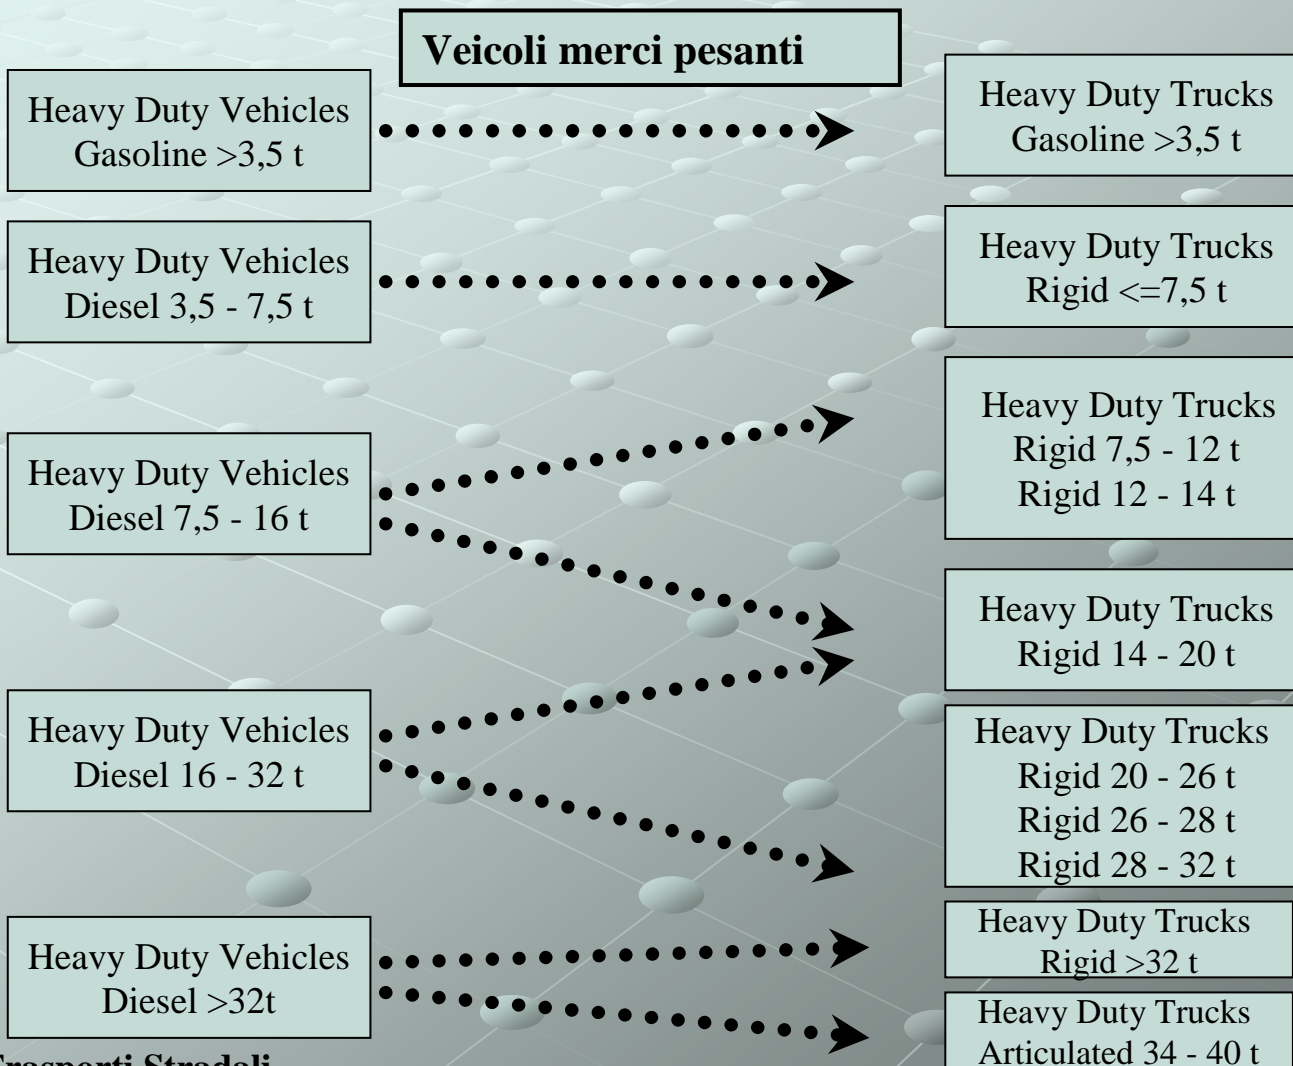 Veicoli merci pesanti
Heavy Duty Vehicles
Gasoline >3,5 t
Heavy Duty Trucks
Gasoline >3,5 t
Heavy Duty Vehicles
Diesel 3,5 - 7,5 t
Heavy Duty Trucks
Rigid <=7,5 t
Heavy Duty Vehicles
Diesel 7,5 - 16 t
Heavy Duty Trucks
Rigid 7,5 - 12 t
Rigid 12 - 14 t
Heavy Duty Trucks
Rigid 14 - 20 t
Heavy Duty Vehicles
Diesel 16 - 32 t
Heavy Duty Trucks
Rigid 20 - 26 t
Rigid 26 - 28 t
Rigid 28 - 32 t
Heavy Duty Vehicles
Diesel >32t
Heavy Duty Trucks
Rigid >32 t
Heavy Duty Trucks
Articulated 34 - 40 t
Trasporti Stradali